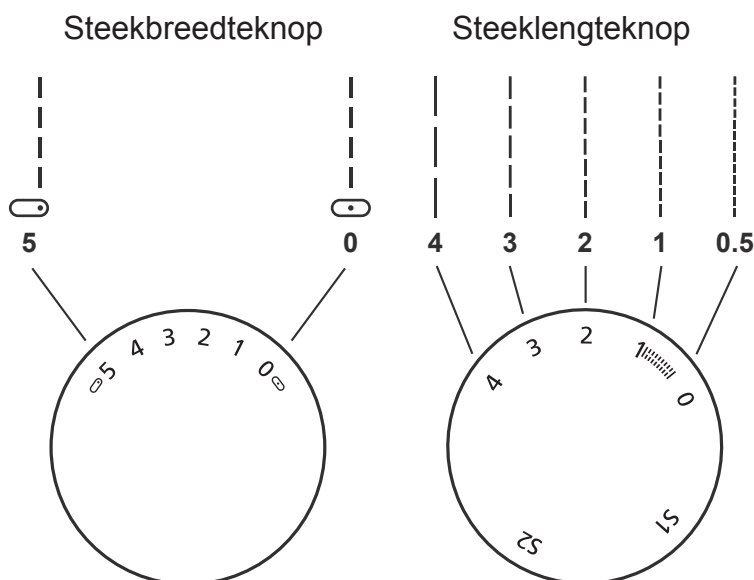 Steekbreedteknop
Steeklengteknop
5 0
4 3 2 1 0.5
5 4 3 2 1 0
4 3 2 1 0
S2 S1